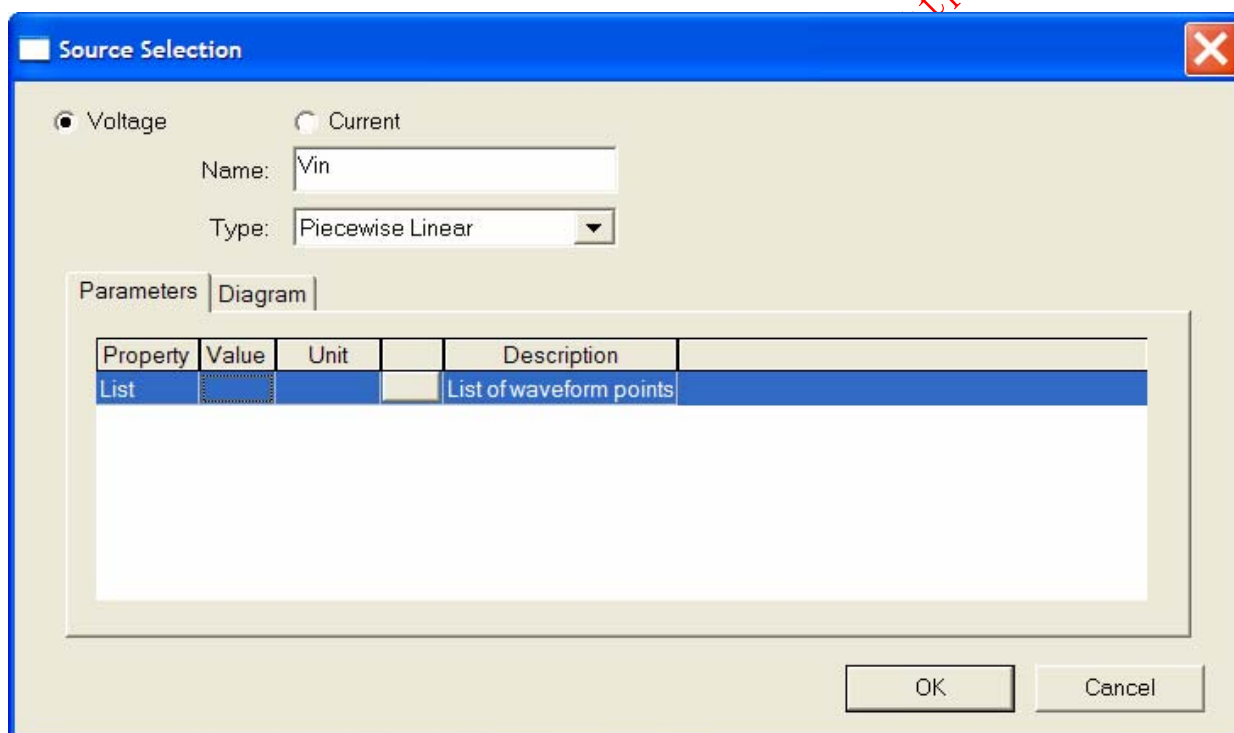 Source Selection
Voltage Current
Name: Vin
Type: Piecewise Linear
Parameters Diagram
Property Value Unit Description
List List of waveform points
OK Cancel